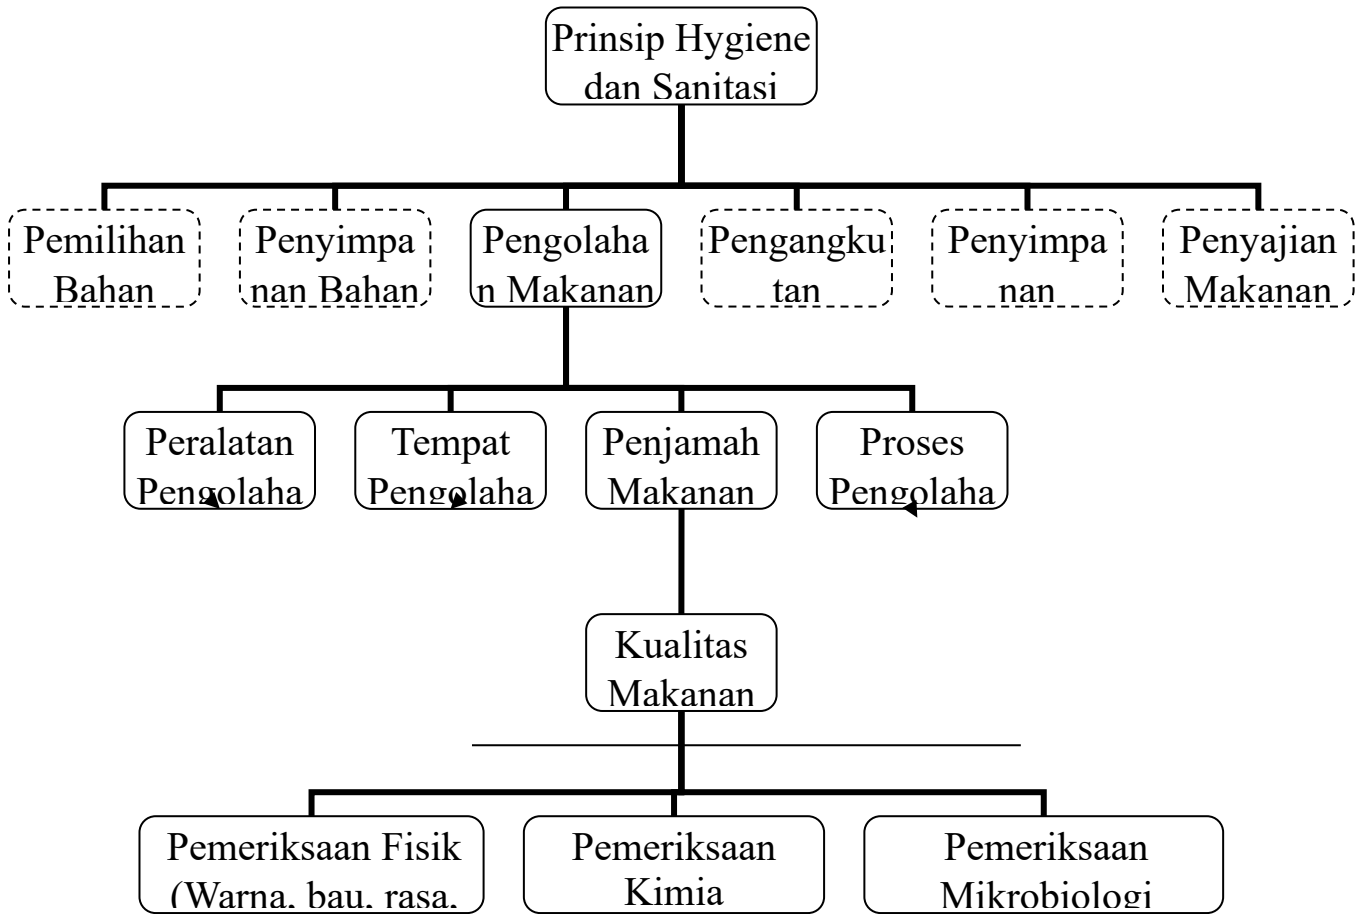 Prinsip Hygiene
dan Sanitasi
Pemilihan
Bahan
Penyimpa
nan Bahan
Pengolaha
n Makanan
Pengangku
tan
Penyimpa
nan
Penyajian
Makanan
Peralatan
Pengolaha
Tempat
Pengolaha
Penjamah
Makanan
Proses
Pengolaha
Kualitas
Makanan
Pemeriksaan Fisik
(Warna, bau, rasa,
Pemeriksaan
Kimia
Pemeriksaan
Mikrobiologi